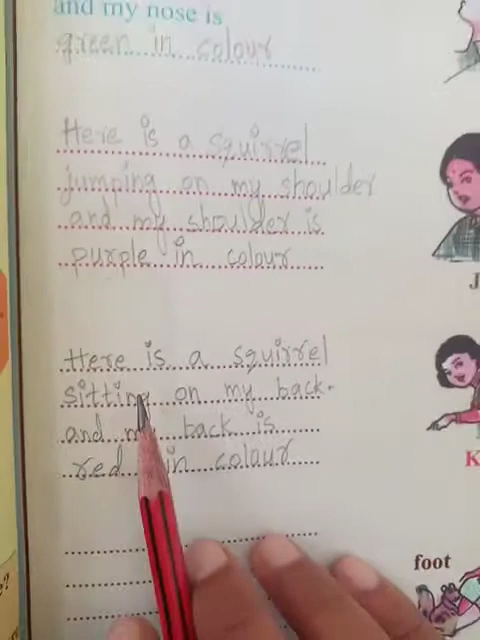 and my nose is
green in colour
Here is a squirrel
jumping on my shoulder
and my shoulder is
purple in colour
J
Here is a squirrel
sitting on my back.
and my back is
red in colour
K
foot
?